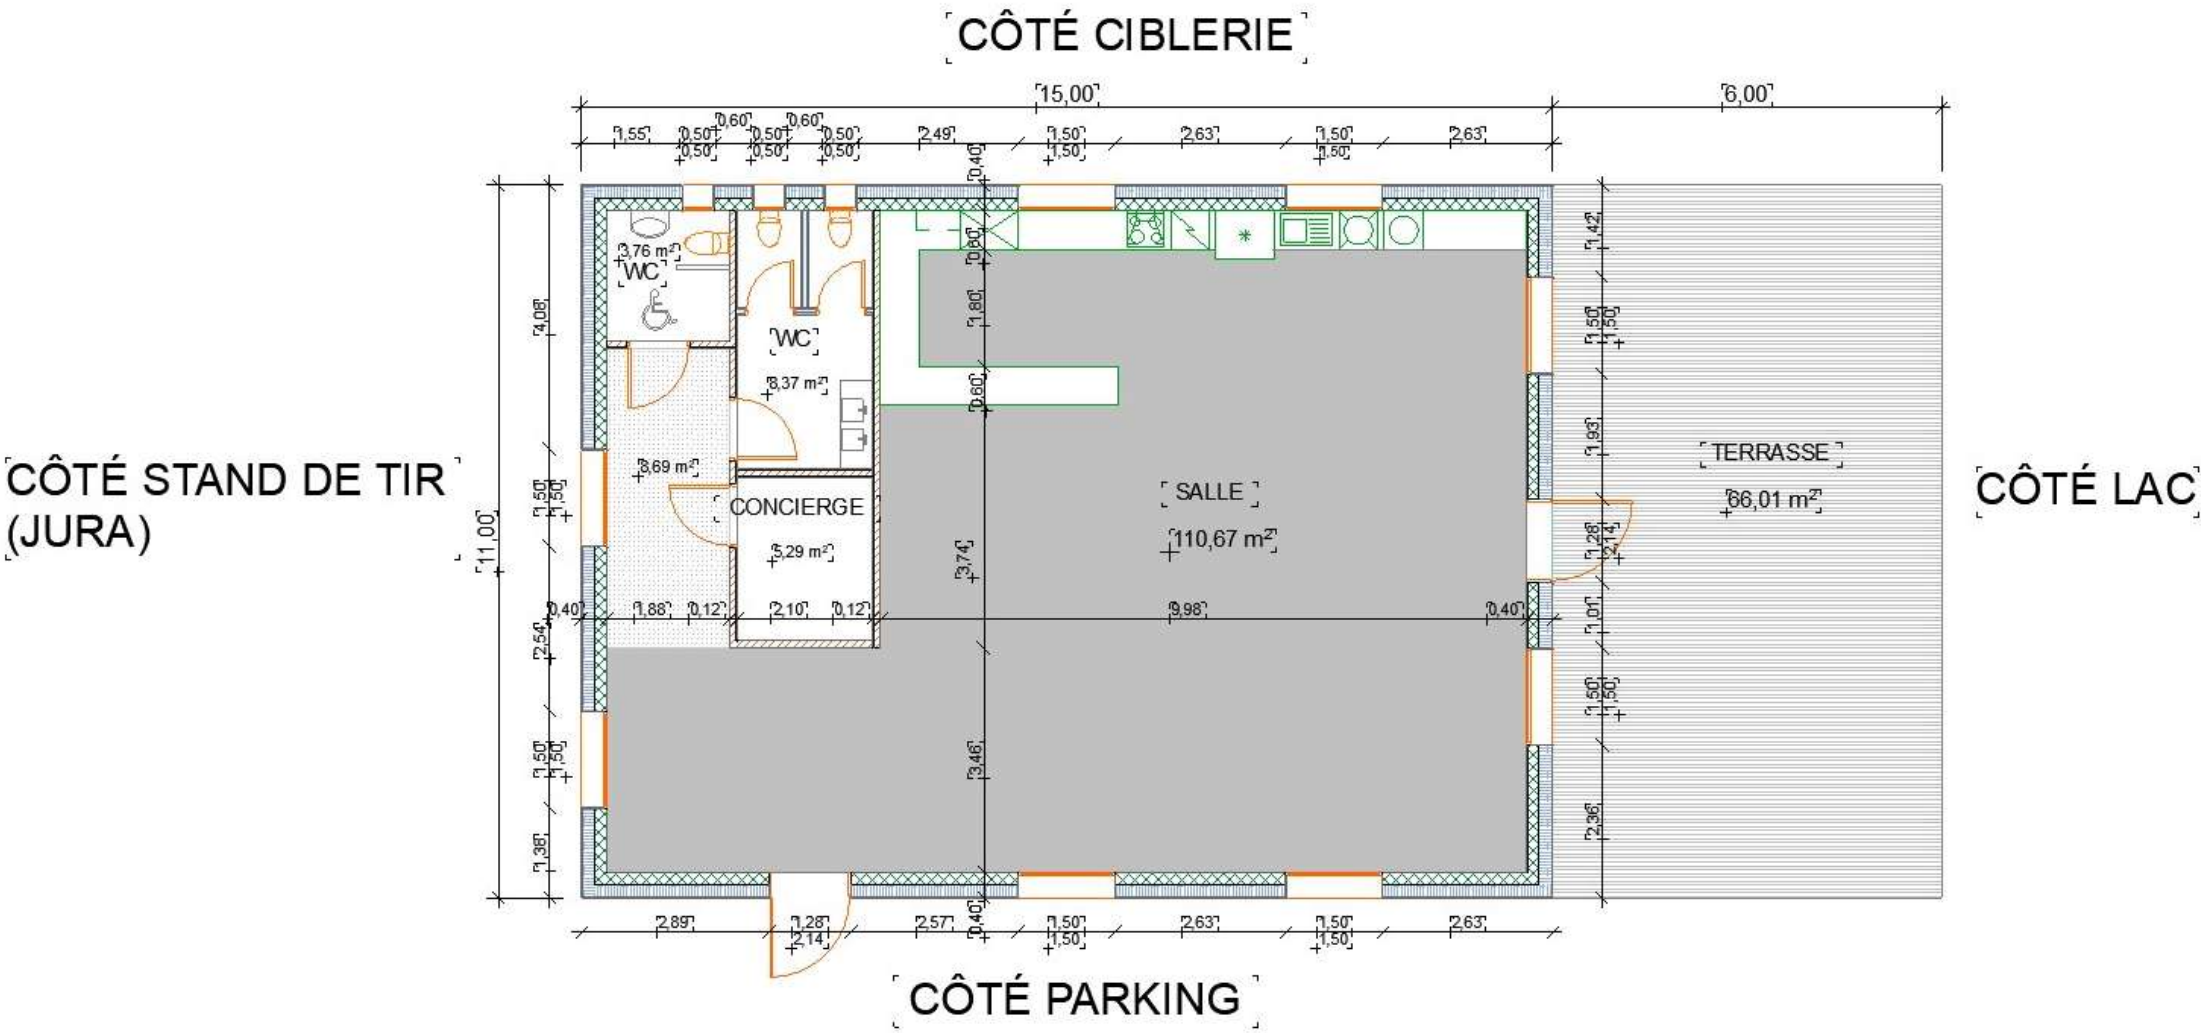 CÔTÉ CIBLERIE
15,00
6,00
0,60 0,60
1,55 0,50 0,50 0,50 2,49 1,50 2,63 1,50 2,63
0,50 0,50 0,50 1,50 1,50
0,40
3,76 m²
WC
0,60
1,42
4,08
1,80
1,50
1,50
WC
8,37 m²
0,60
1,93
TERRASSE
66,01 m²
CÔTÉ STAND DE TIR
(JURA)
8,69 m²
CONCIERGE
5,29 m²
SALLE
110,67 m²
CÔTÉ LAC
1,50
1,50
11,00
3,74
1,28
2,14
0,40 1,88 0,12 2,10 0,12 9,98 0,40
1,01
2,54
1,50
1,50
1,50
1,50
3,46
2,36
1,38
0,40
2,89 1,28 2,57 1,50 2,63 1,50 2,63
2,14 1,50 1,50
CÔTÉ PARKING